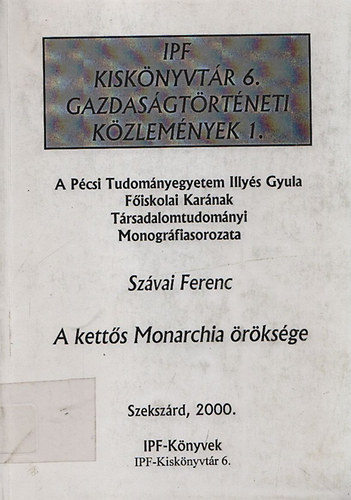 IPF
KISKÖNYVTÁR 6.
GAZDASÁGTÖRTÉNETI
KÖZLEMÉNYEK 1.
A Pécsi Tudományegyetem Illyés Gyula
Főiskolai Karának
Társadalomtudományi
Monográfiasorozata
Szávai Ferenc
A kettős Monarchia öröksége
Szekszárd, 2000.
IPF-Könyvek
IPF-Kiskönyvtár 6.